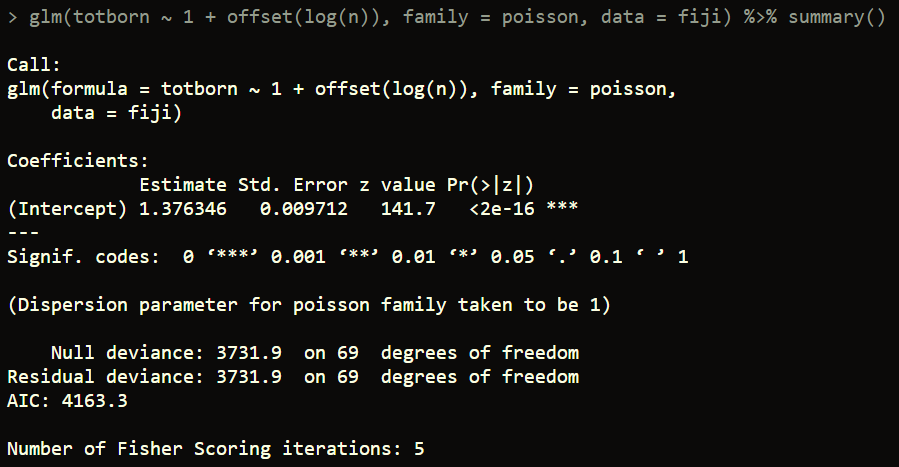 > glm(totborn ~ 1 + offset(log(n)), family = poisson, data = fiji) %>% summary()
Call:
glm(formula = totborn ~ 1 + offset(log(n)), family = poisson,
    data = fiji)
Coefficients:
            Estimate Std. Error z value Pr(>|z|)
(Intercept) 1.376346   0.009712   141.7   <2e-16 ***
---
Signif. codes:  0 ‘***’ 0.001 ‘**’ 0.01 ‘*’ 0.05 ‘.’ 0.1 ‘ ’ 1
(Dispersion parameter for poisson family taken to be 1)
    Null deviance: 3731.9  on 69  degrees of freedom
Residual deviance: 3731.9  on 69  degrees of freedom
AIC: 4163.3
Number of Fisher Scoring iterations: 5